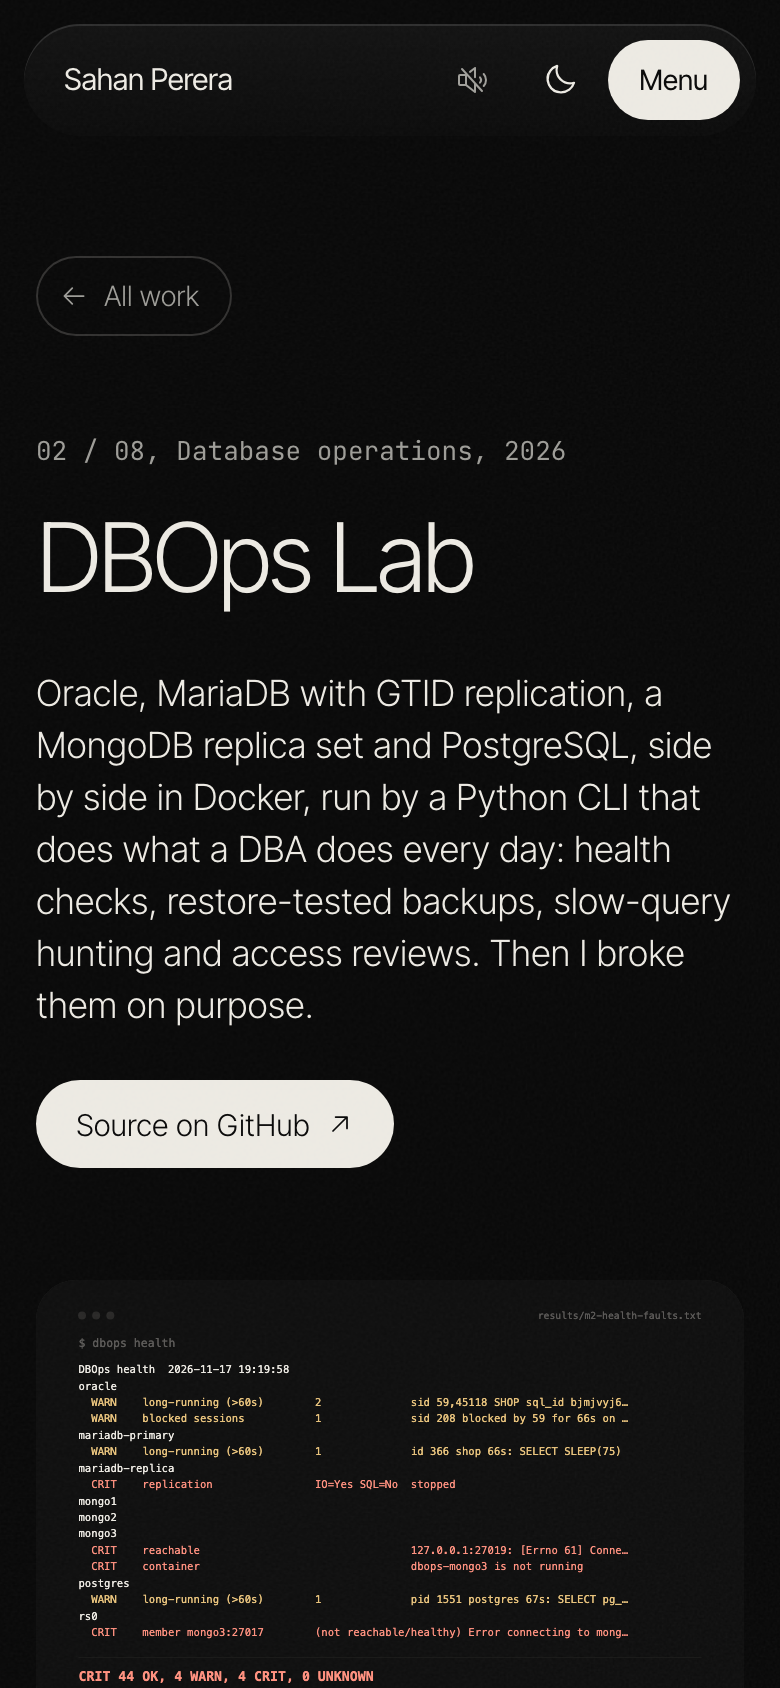 Sahan Perera
Menu
All work
02 / 08, Database operations, 2026
DBOps Lab
Oracle, MariaDB with GTID replication, a
MongoDB replica set and PostgreSQL, side
by side in Docker, run by a Python CLI that
does what a DBA does every day: health
checks, restore-tested backups, slow-query
hunting and access reviews. Then I broke
them on purpose.
Source on GitHub
results/m2-health-faults.txt
$ dbops health
DBOps health 2026-11-17 19:19:58
oracle
WARN long-running (>60s) 2 sid 59,45118 SHOP sql_id bjmjvyj6…
WARN blocked sessions 1 sid 208 blocked by 59 for 66s on …
mariadb-primary
WARN long-running (>60s) 1 id 366 shop 66s: SELECT SLEEP(75)
mariadb-replica
CRIT replication IO=Yes SQL=No stopped
mongo1
mongo2
mongo3
CRIT reachable 127.0.0.1:27019: [Errno 61] Conne…
CRIT container dbops-mongo3 is not running
postgres
WARN long-running (>60s) 1 pid 1551 postgres 67s: SELECT pg_…
rs0
CRIT member mongo3:27017 (not reachable/healthy) Error connecting to mong…
CRIT 44 OK, 4 WARN, 4 CRIT, 0 UNKNOWN